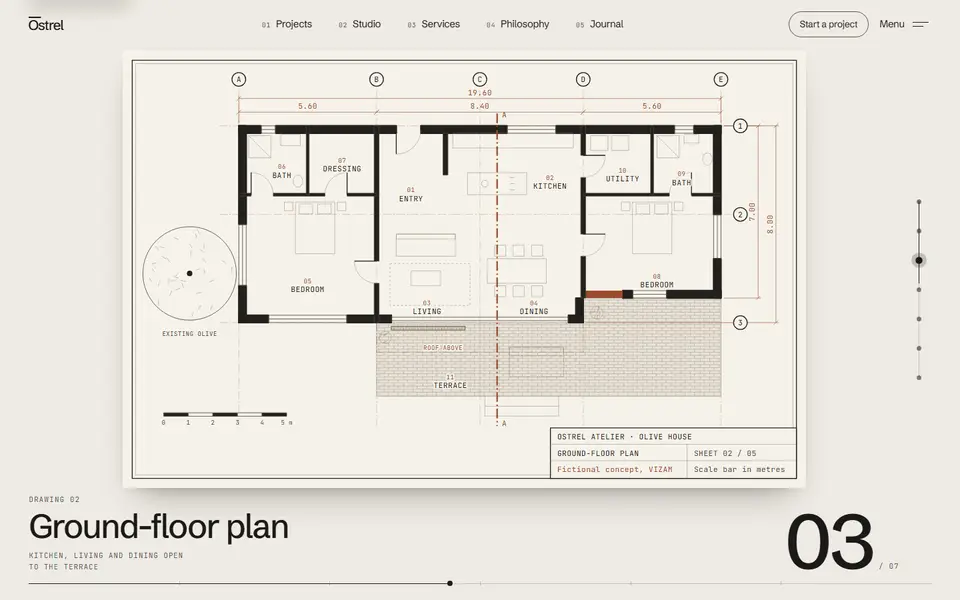 Ostrel
01 Projects
02 Studio
03 Services
04 Philosophy
05 Journal
Start a project
Menu
A
B
C
D
E
19.60
5.60
8.40
5.60
A
1
06
BATH
07
DRESSING
01
ENTRY
02
KITCHEN
10
UTILITY
09
BATH
2
7.00
8.00
05
BEDROOM
03
LIVING
04
DINING
08
BEDROOM
3
EXISTING OLIVE
ROOF ABOVE
11
TERRACE
0 1 2 3 4 5 m
A
OSTREL ATELIER · OLIVE HOUSE
GROUND-FLOOR PLAN
SHEET 02 / 05
Fictional concept, VIZAM
Scale bar in metres
DRAWING 02
Ground-floor plan
KITCHEN, LIVING AND DINING OPEN
TO THE TERRACE
03
/ 07